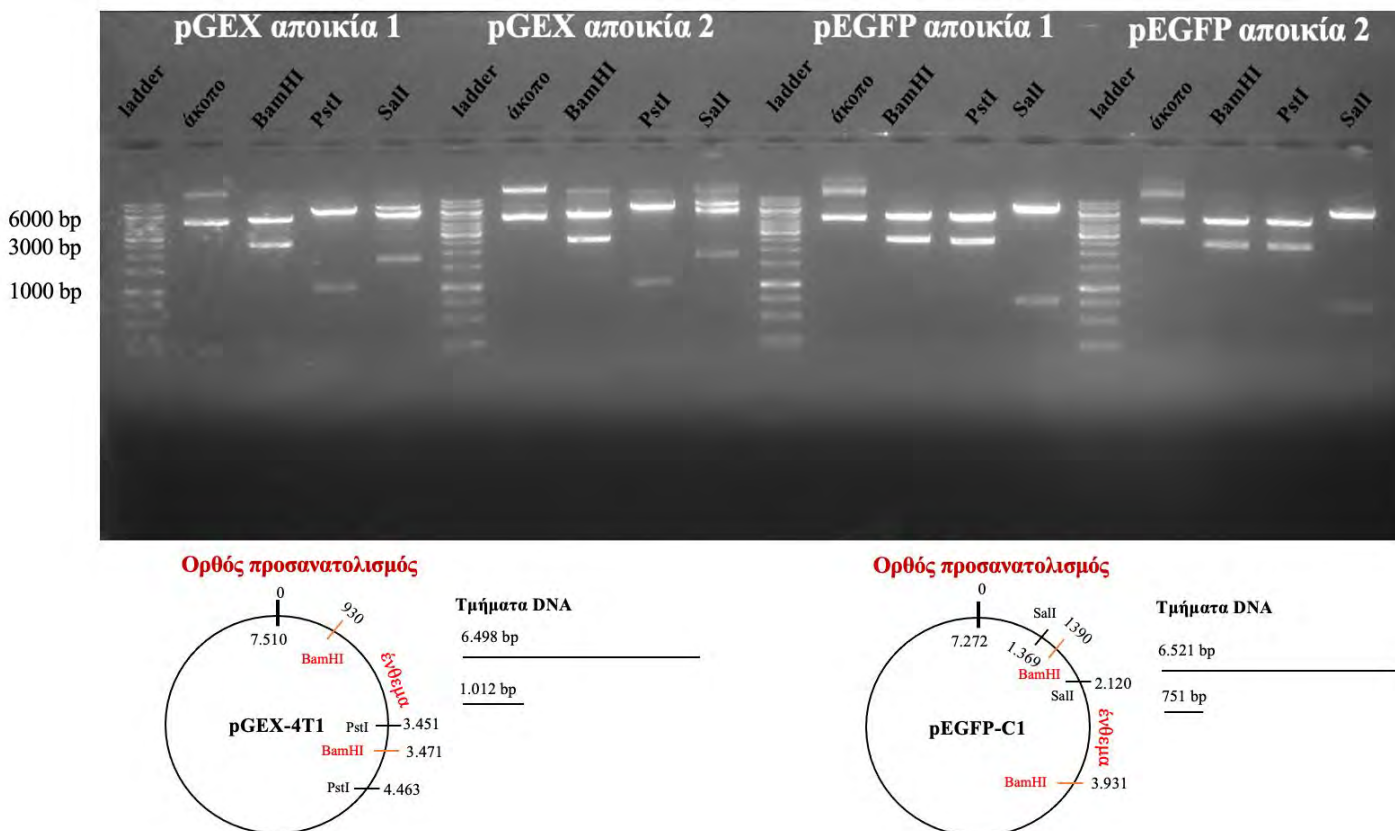 pGEX αποικία 1 pGEX αποικία 2 pEGFP αποικία 1 pEGFP αποικία 2
ladder άκοπο BamHI PstI SalI ladder άκοπο BamHI PstI SalI ladder άκοπο BamHI PstI SalI ladder άκοπο BamHI PstI SalI
6000 bp
3000 bp
1000 bp
Ορθός προσανατολισμός
0
7.510
930
BamHI
ένθεμα
pGEX-4T1
PstI 3.451
BamHI 3.471
PstI 4.463
Τμήματα DNA
6.498 bp
1.012 bp
Ορθός προσανατολισμός
0
7.272
SalI
1.369
1390
BamHI
2.120
SalI
ένθεμα
pEGFP-C1
BamHI 3.931
Τμήματα DNA
6.521 bp
751 bp